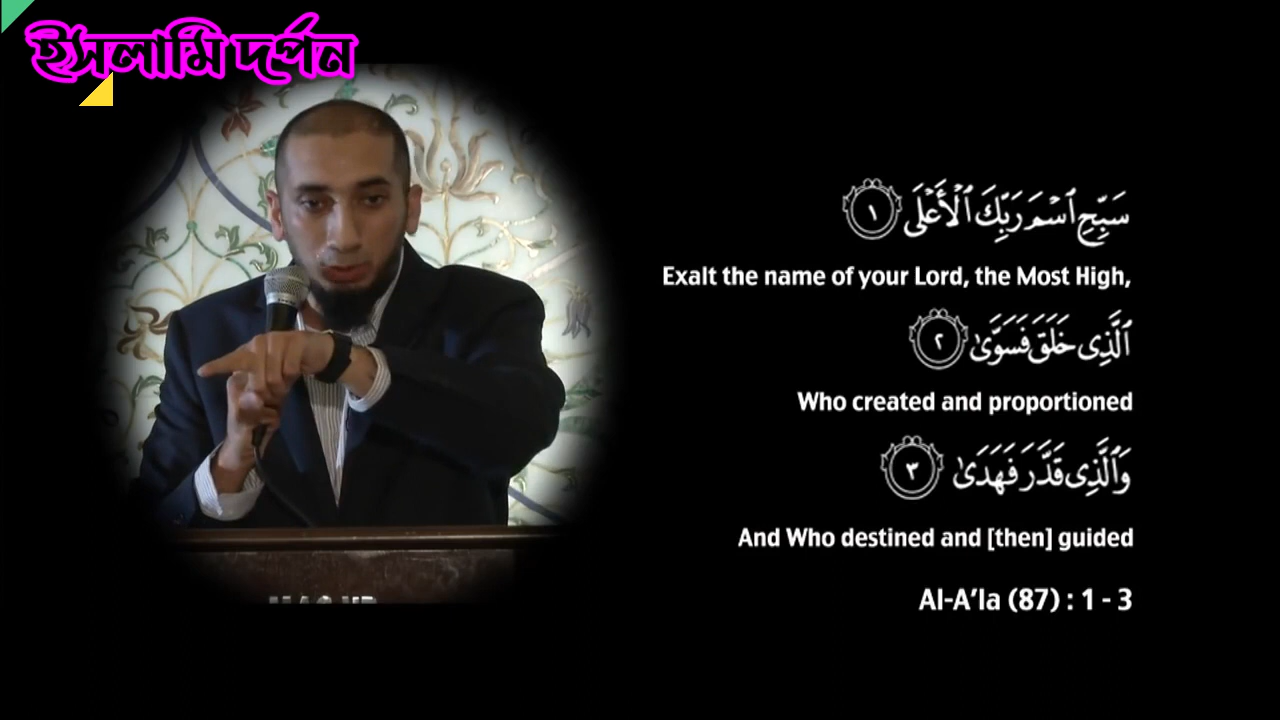 ইসলামি দর্পন
سَبِّحِ ٱسْمَ رَبِّكَ ٱلْأَعْلَى ١
Exalt the name of your Lord, the Most High,
ٱلَّذِى خَلَقَ فَسَوَّىٰ ٢
Who created and proportioned
وَٱلَّذِى قَدَّرَ فَهَدَىٰ ٣
And Who destined and [then] guided
Al-A’la (87) : 1 - 3